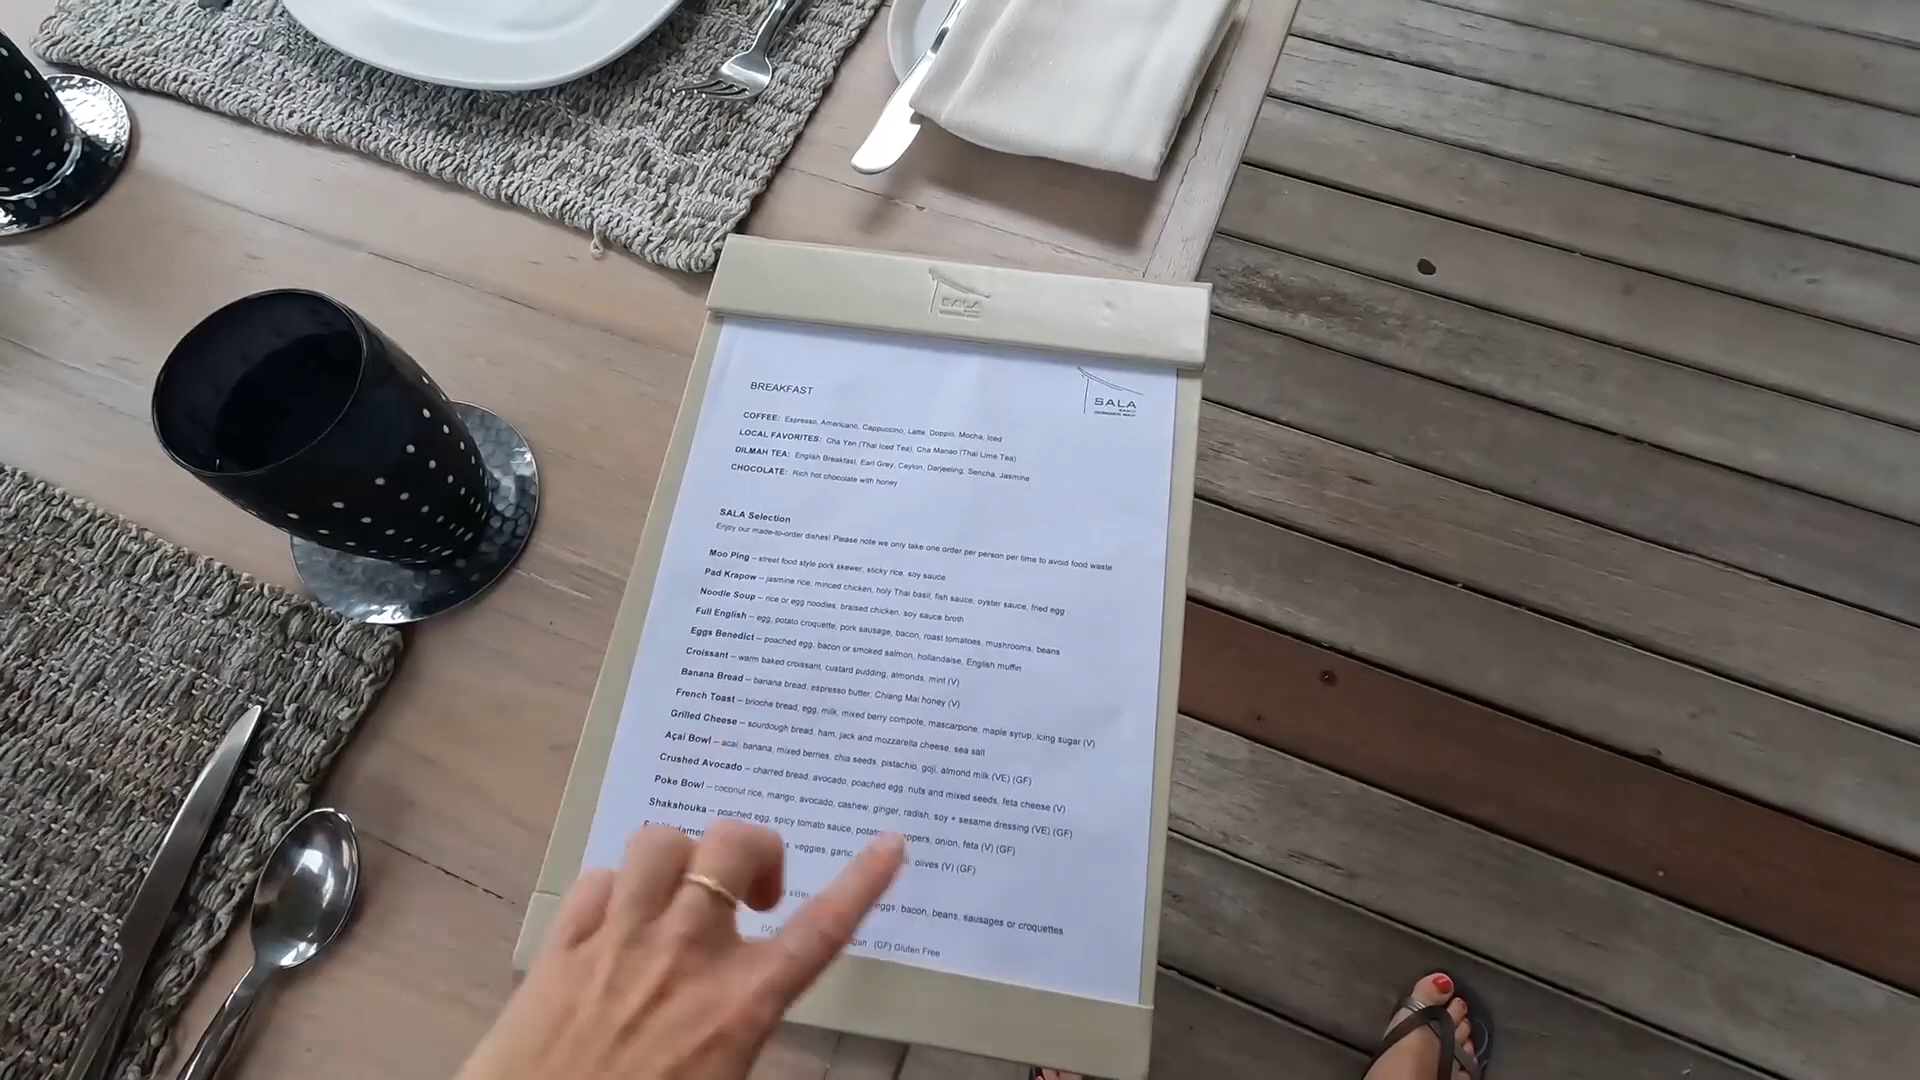 SALA
BREAKFAST
SALA
COFFEE: Espresso, Americano, Cappuccino, Latte, Doppio, Mocha, Iced
LOCAL FAVORITES: Cha Yen (Thai Iced Tea), Cha Manao (Thai Lime Tea)
DILMAH TEA: English Breakfast, Earl Grey, Ceylon, Darjeeling, Sencha, Jasmine
CHOCOLATE: Rich hot chocolate with honey
SALA Selection
Enjoy our made-to-order dishes! Please note we only take one order per person per time to avoid food waste
Moo Ping – street food style pork skewer, sticky rice, soy sauce
Pad Krapow – jasmine rice, minced chicken, holy Thai basil, fish sauce, oyster sauce, fried egg
Noodle Soup – rice or egg noodles, braised chicken, soy sauce broth
Full English – egg, potato croquette, pork sausage, bacon, roast tomatoes, mushrooms, beans
Eggs Benedict – poached egg, bacon or smoked salmon, hollandaise, English muffin
Croissant – warm baked croissant, custard pudding, almonds, mint (V)
Banana Bread – banana bread, espresso butter, Chiang Mai honey (V)
French Toast – brioche bread, egg, milk, mixed berry compote, mascarpone, maple syrup, icing sugar (V)
Grilled Cheese – sourdough bread, ham, jack and mozzarella cheese, sea salt
Açai Bowl – acai, banana, mixed berries, chia seeds, pistachio, goji, almond milk (VE) (GF)
Crushed Avocado – charred bread, avocado, poached egg, nuts and mixed seeds, feta cheese (V)
Poke Bowl – coconut rice, mango, avocado, cashew, ginger, radish, soy + sesame dressing (VE) (GF)
Shakshouka – poached egg, spicy tomato sauce, onion, feta (V) (GF)
veggies, garlic, olives (V) (GF)
eggs, bacon, beans, sausages or croquettes
(V) (GF) Gluten Free